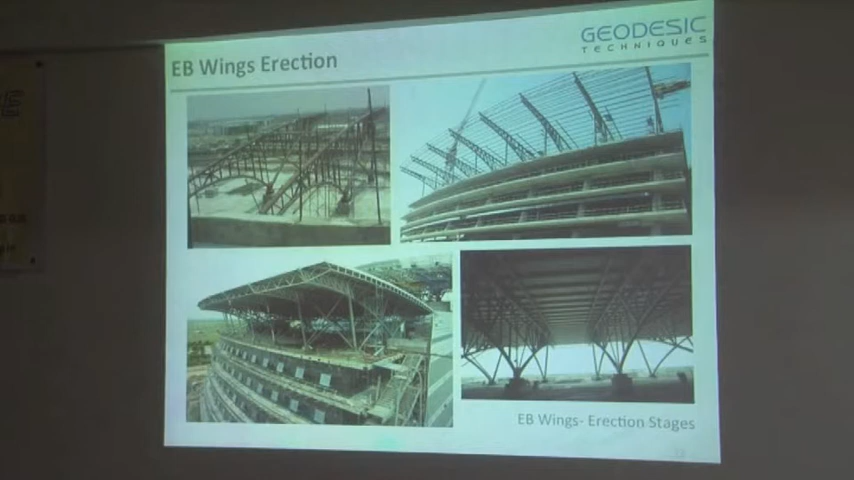 GEODESIC
TECHNIQUES
EB Wings Erection
EB Wings- Erection Stages